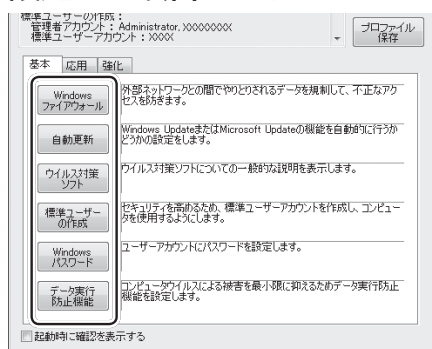 標準ユーザーの作成：
管理者アカウント：Administrator, XXXXXXXX
標準ユーザーアカウント：XXXX
プロファイル
保存
基本 応用 強化
Windows
ファイアウォール
外部ネットワークとの間でやりとりされるデータを規制して、不正なアク
セスを防ぎます。
自動更新
Windows UpdateまたはMicrosoft Updateの機能を自動的に行うか
どうかの設定をします。
ウイルス対策
ソフト
ウイルス対策ソフトについての一般的な説明を表示します。
標準ユーザー
の作成
セキュリティを高めるため、標準ユーザーアカウントを作成し、コンピュー
タを使用するようにします。
Windows
パスワード
ユーザーアカウントにパスワードを設定します。
データ実行
防止機能
コンピュータウイルスによる被害を最小限に抑えるためデータ実行防止
機能を設定します。
起動時に確認を表示する